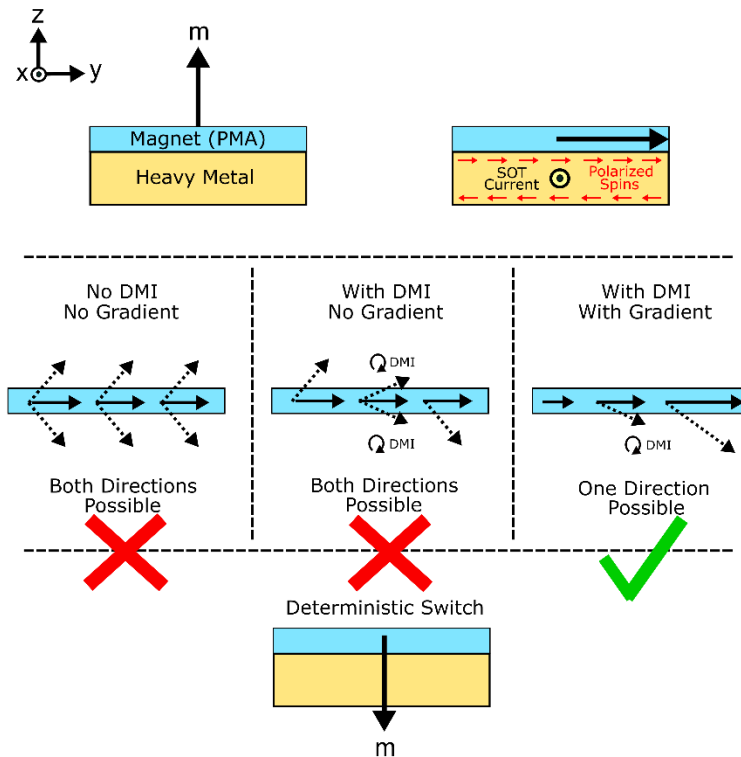 z
x
y
m
Magnet (PMA)
Heavy Metal
SOT
Current
Polarized
Spins
No DMI
No Gradient
Both Directions
Possible
With DMI
No Gradient
DMI
DMI
Both Directions
Possible
With DMI
With Gradient
DMI
One Direction
Possible
Deterministic Switch
m